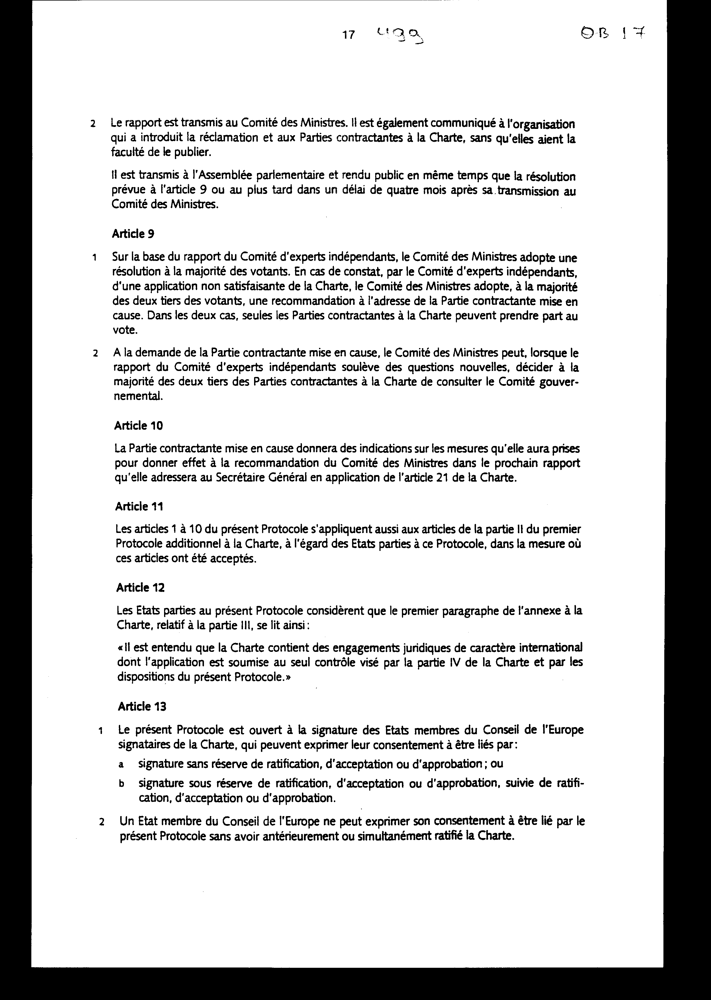 17 499 OB 17
2 Le rapport est transmis au Comité des Ministres. Il est également communiqué à l'organisation
qui a introduit la réclamation et aux Parties contractantes à la Charte, sans qu'elles aient la
faculté de le publier.
Il est transmis à l'Assemblée parlementaire et rendu public en même temps que la résolution
prévue à l'article 9 ou au plus tard dans un délai de quatre mois après sa transmission au
Comité des Ministres.
Article 9
1 Sur la base du rapport du Comité d'experts indépendants, le Comité des Ministres adopte une
résolution à la majorité des votants. En cas de constat, par le Comité d'experts indépendants,
d'une application non satisfaisante de la Charte, le Comité des Ministres adopte, à la majorité
des deux tiers des votants, une recommandation à l'adresse de la Partie contractante mise en
cause. Dans les deux cas, seules les Parties contractantes à la Charte peuvent prendre part au
vote.
2 A la demande de la Partie contractante mise en cause, le Comité des Ministres peut, lorsque le
rapport du Comité d'experts indépendants soulève des questions nouvelles, décider à la
majorité des deux tiers des Parties contractantes à la Charte de consulter le Comité gouver-
nemental.
Article 10
La Partie contractante mise en cause donnera des indications sur les mesures qu'elle aura prises
pour donner effet à la recommandation du Comité des Ministres dans le prochain rapport
qu'elle adressera au Secrétaire Général en application de l'article 21 de la Charte.
Article 11
Les articles 1 à 10 du présent Protocole s'appliquent aussi aux articles de la partie II du premier
Protocole additionnel à la Charte, à l'égard des Etats parties à ce Protocole, dans la mesure où
ces articles ont été acceptés.
Article 12
Les Etats parties au présent Protocole considèrent que le premier paragraphe de l'annexe à la
Charte, relatif à la partie III, se lit ainsi :
«Il est entendu que la Charte contient des engagements juridiques de caractère international
dont l'application est soumise au seul contrôle visé par la partie IV de la Charte et par les
dispositions du présent Protocole.»
Article 13
1 Le présent Protocole est ouvert à la signature des Etats membres du Conseil de l'Europe
signataires de la Charte, qui peuvent exprimer leur consentement à être liés par :
a signature sans réserve de ratification, d'acceptation ou d'approbation ; ou
b signature sous réserve de ratification, d'acceptation ou d'approbation, suivie de ratifi-
cation, d'acceptation ou d'approbation.
2 Un Etat membre du Conseil de l'Europe ne peut exprimer son consentement à être lié par le
présent Protocole sans avoir antérieurement ou simultanément ratifié la Charte.